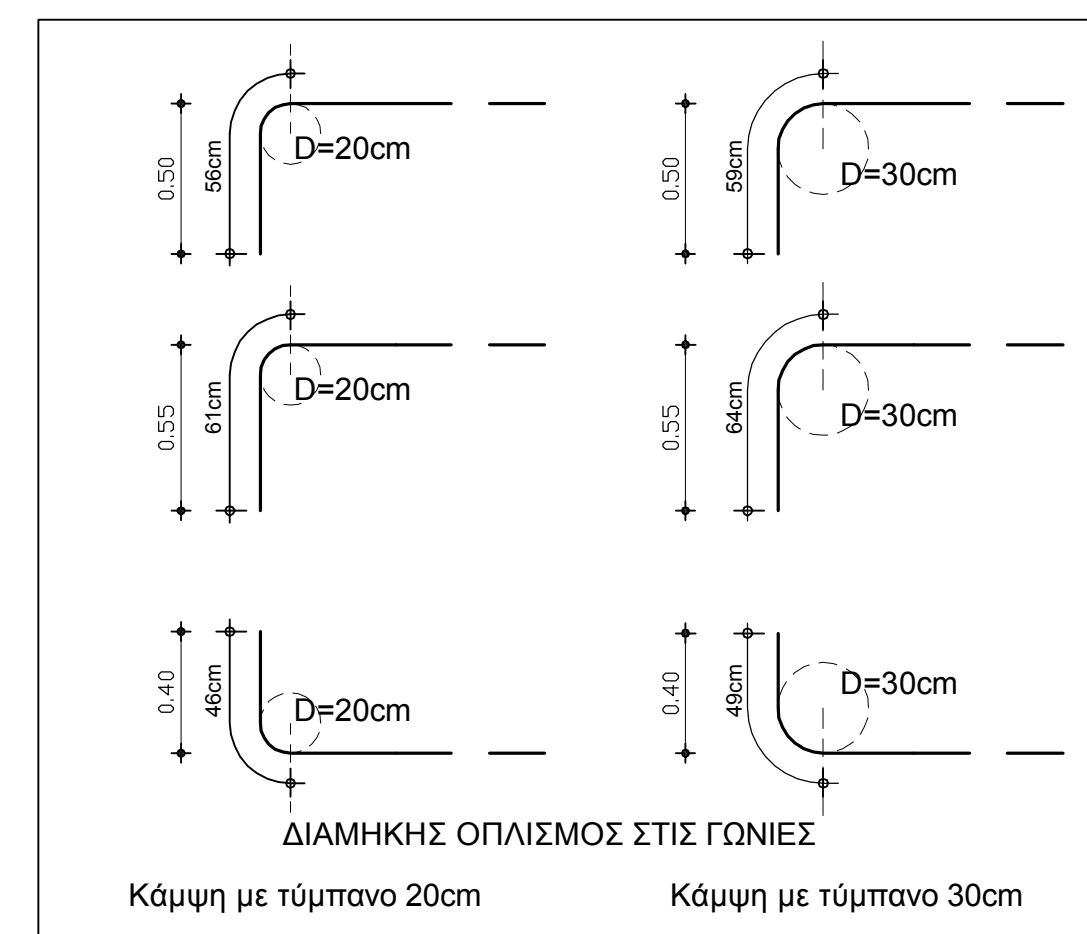 0.50 56cm D=20cm
0.50 59cm D=30cm
0.55 61cm D=20cm
0.55 64cm D=30cm
0.40 46cm D=20cm
0.40 49cm D=30cm
ΔΙΑΜΗΚΗΣ ΟΠΛΙΣΜΟΣ ΣΤΙΣ ΓΩΝΙΕΣ
Κάμψη με τύμπανο 20cm
Κάμψη με τύμπανο 30cm